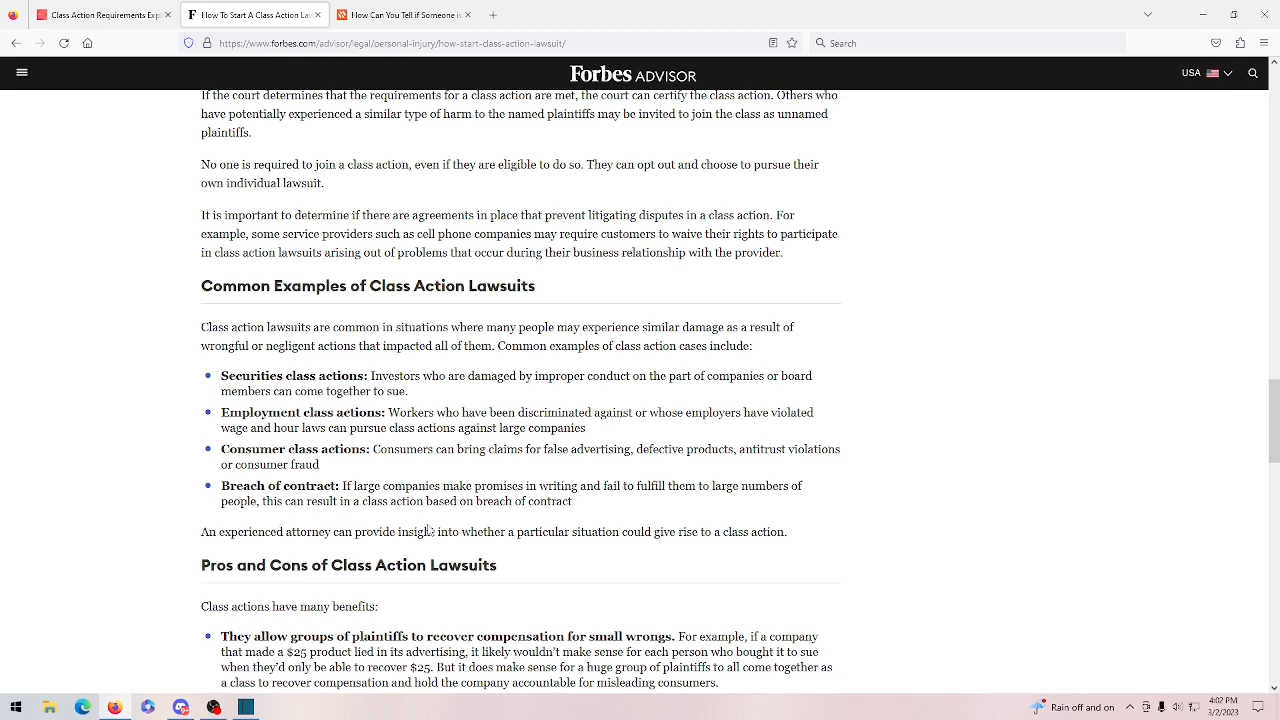 Class Action Requirements Expl
How To Start A Class Action Law
How Can You Tell if Someone is
https://www.forbes.com/advisor/legal/personal-injury/how-start-class-action-lawsuit/
Search
Forbes ADVISOR
USA
If the court determines that the requirements for a class action are met, the court can certify the class action. Others who
have potentially experienced a similar type of harm to the named plaintiffs may be invited to join the class as unnamed
plaintiffs.
No one is required to join a class action, even if they are eligible to do so. They can opt out and choose to pursue their
own individual lawsuit.
It is important to determine if there are agreements in place that prevent litigating disputes in a class action. For
example, some service providers such as cell phone companies may require customers to waive their rights to participate
in class action lawsuits arising out of problems that occur during their business relationship with the provider.
Common Examples of Class Action Lawsuits
Class action lawsuits are common in situations where many people may experience similar damage as a result of
wrongful or negligent actions that impacted all of them. Common examples of class action cases include:
Securities class actions: Investors who are damaged by improper conduct on the part of companies or board
members can come together to sue.
Employment class actions: Workers who have been discriminated against or whose employers have violated
wage and hour laws can pursue class actions against large companies
Consumer class actions: Consumers can bring claims for false advertising, defective products, antitrust violations
or consumer fraud
Breach of contract: If large companies make promises in writing and fail to fulfill them to large numbers of
people, this can result in a class action based on breach of contract
An experienced attorney can provide insight into whether a particular situation could give rise to a class action.
Pros and Cons of Class Action Lawsuits
Class actions have many benefits:
They allow groups of plaintiffs to recover compensation for small wrongs. For example, if a company
that made a $25 product lied in its advertising, it likely wouldn't make sense for each person who bought it to sue
when they'd only be able to recover $25. But it does make sense for a huge group of plaintiffs to all come together as
a class to recover compensation and hold the company accountable for misleading consumers.
Rain off and on
4:02 PM
3/2/2023